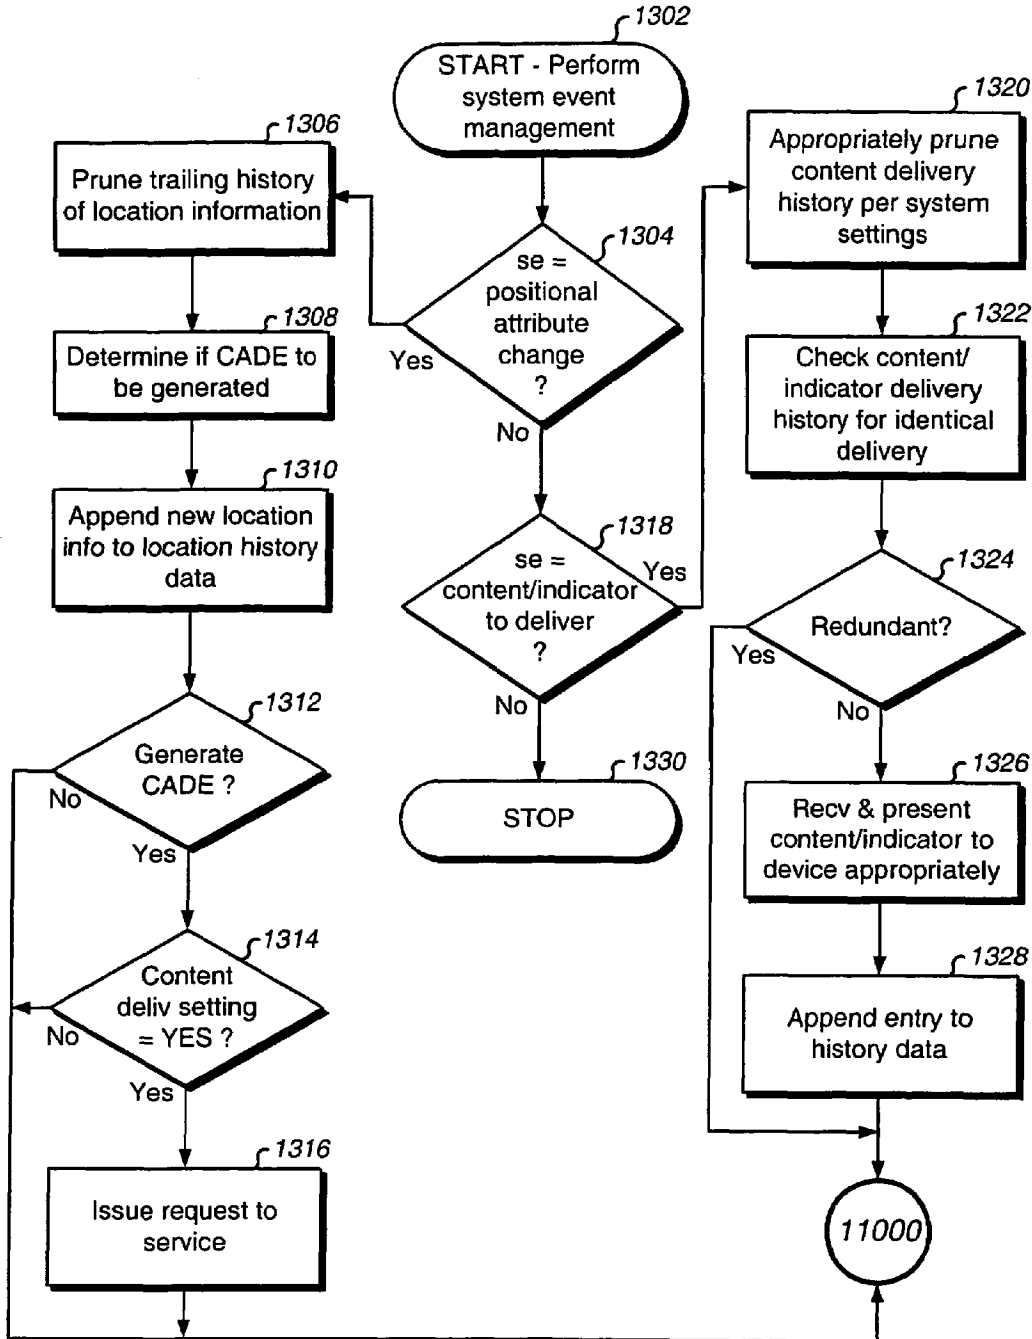 1302
START - Perform
system event
management
1306
Prune trailing history
of location information
1308
Determine if CADE to
be generated
1310
Append new location
info to location history
data
1312
Generate
CADE ?
No
Yes
1314
Content
deliv setting
= YES ?
No
Yes
1316
Issue request to
service
1304
se =
positional
attribute
change
?
Yes
No
1318
se =
content/indicator
to deliver
?
Yes
No
1330
STOP
1320
Appropriately prune
content delivery
history per system
settings
1322
Check content/
indicator delivery
history for identical
delivery
1324
Redundant?
Yes
No
1326
Recv & present
content/indicator to
device appropriately
1328
Append entry to
history data
11000